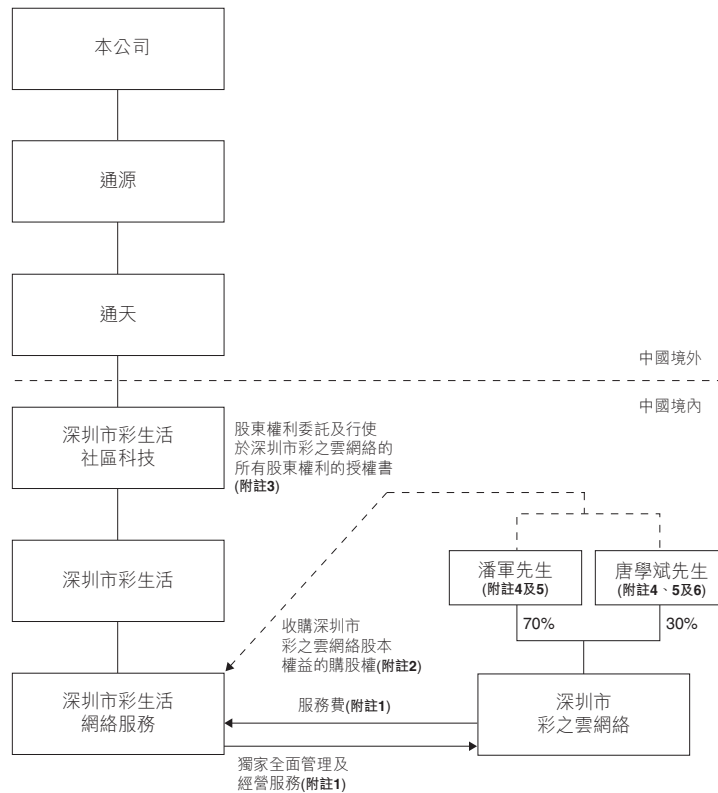 本公司
通源
通天
中國境外
中國境內
深圳市彩生活
社區科技
股東權利委託及行使
於深圳市彩之雲網絡的
所有股東權利的授權書
(附註3)
深圳市彩生活
潘軍先生
(附註4及5)
唐學斌先生
(附註4、5及6)
70%
30%
收購深圳市
彩之雲網絡股本
權益的購股權(附註2)
深圳市彩生活
網絡服務
服務費(附註1)
深圳市
彩之雲網絡
獨家全面管理及
經營服務(附註1)